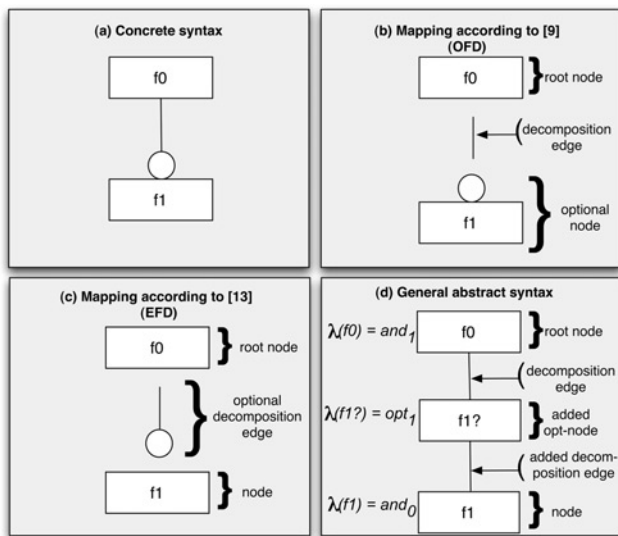 (a) Concrete syntax
f0
f1
(b) Mapping according to [9]
(OFD)
f0
root node
decomposition
edge
f1
optional
node
(c) Mapping according to [13]
(EFD)
f0
root node
optional
decomposition
edge
f1
node
(d) General abstract syntax
λ(f0) = and1
f0
root node
decomposition
edge
λ(f1?) = opt1
f1?
added
opt-node
added decom-
position edge
λ(f1) = and0
f1
node